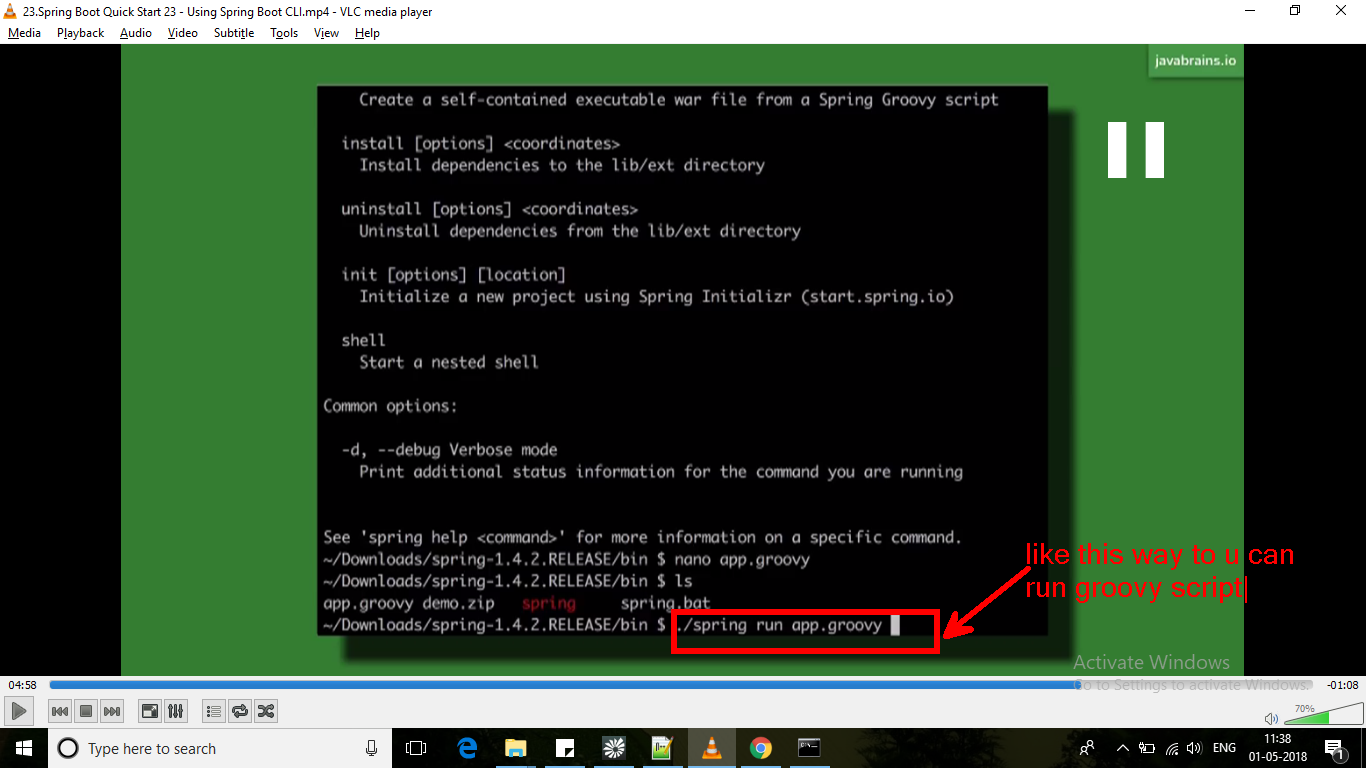 23.Spring Boot Quick Start 23 - Using Spring Boot CLI.mp4 - VLC media player
Media Playback Audio Video Subtitle Tools View Help
javabrains.io
Create a self-contained executable war file from a Spring Groovy script
install [options] <coordinates>
Install dependencies to the lib/ext directory
uninstall [options] <coordinates>
Uninstall dependencies from the lib/ext directory
init [options] [location]
Initialize a new project using Spring Initializr (start.spring.io)
shell
Start a nested shell
Common options:
-d, --debug Verbose mode
Print additional status information for the command you are running
See 'spring help <command>' for more information on a specific command.
~/Downloads/spring-1.4.2.RELEASE/bin $ nano app.groovy
~/Downloads/spring-1.4.2.RELEASE/bin $ ls
app.groovy demo.zip spring spring.bat
~/Downloads/spring-1.4.2.RELEASE/bin $ ./spring run app.groovy
like this way to u can
run groovy script
Activate Windows
Go to Settings to activate Windows.
04:58 -01:08
70%
Type here to search
ENG
11:38
01-05-2018
1